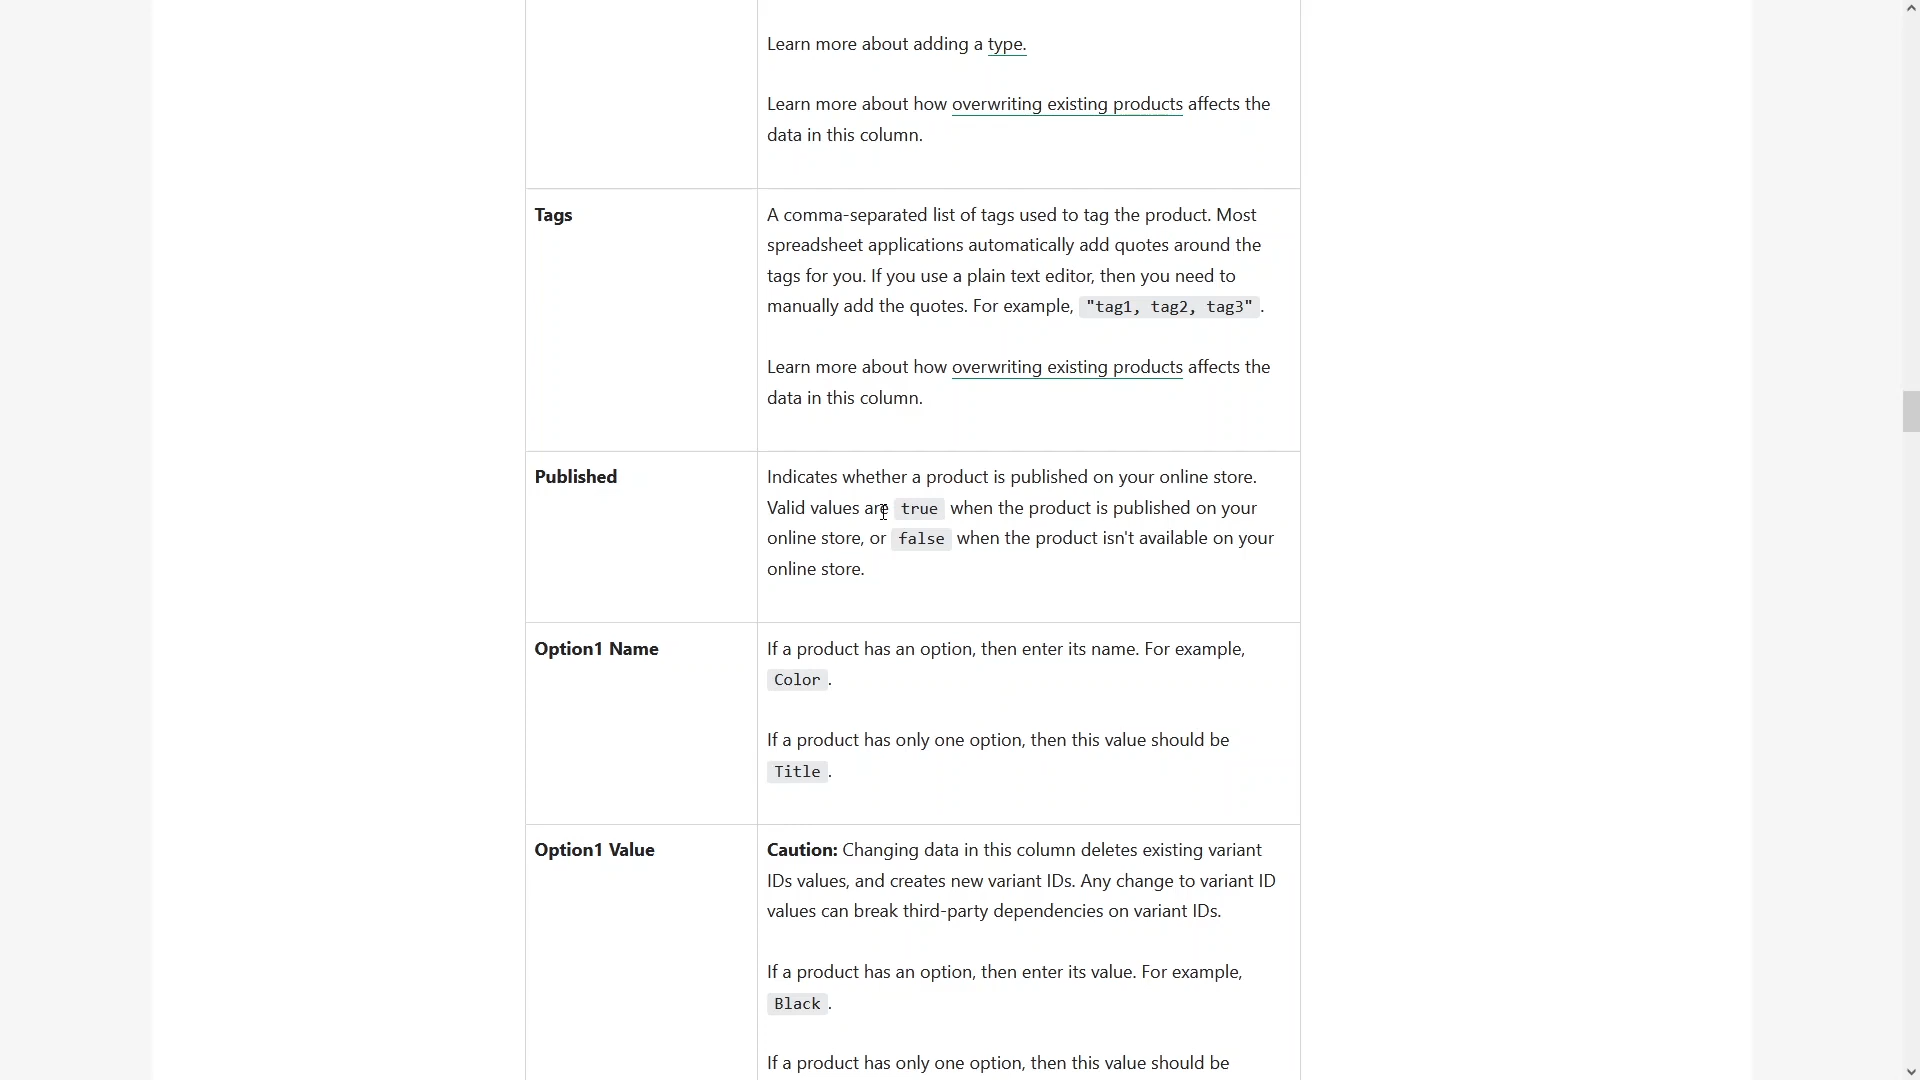 Learn more about adding a type.
Learn more about how overwriting existing products affects the
data in this column.
Tags
A comma-separated list of tags used to tag the product. Most
spreadsheet applications automatically add quotes around the
tags for you. If you use a plain text editor, then you need to
manually add the quotes. For example, "tag1, tag2, tag3".
Learn more about how overwriting existing products affects the
data in this column.
Published
Indicates whether a product is published on your online store.
Valid values are true when the product is published on your
online store, or false when the product isn't available on your
online store.
Option1 Name
If a product has an option, then enter its name. For example,
Color.
If a product has only one option, then this value should be
Title.
Option1 Value
Caution: Changing data in this column deletes existing variant
IDs values, and creates new variant IDs. Any change to variant ID
values can break third-party dependencies on variant IDs.
If a product has an option, then enter its value. For example,
Black.
If a product has only one option, then this value should be